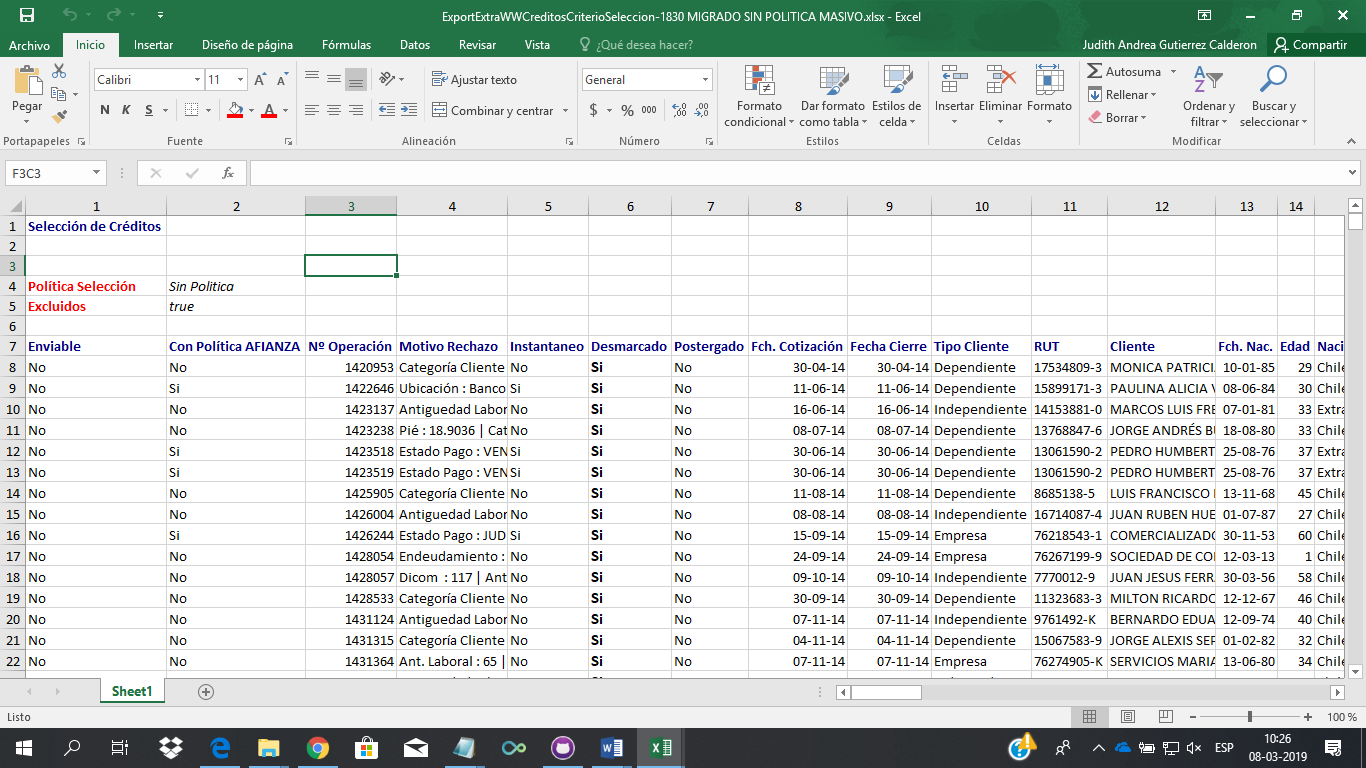 ExportExtraWWCreditosCriterioSeleccion-1830 MIGRADO SIN POLITICA MASIVO.xlsx - Excel
Archivo Inicio Insertar Diseño de página Fórmulas Datos Revisar Vista ¿Qué desea hacer? Judith Andrea Gutierrez Calderon Compartir
Pegar Calibri 11 Ajustar texto General Formato condicional Dar formato como tabla Estilos de celda Insertar Eliminar Formato Autosuma Ordenar y filtrar Buscar y seleccionar
N K S Combinar y centrar $ % 000 Rellenar
Borrar
Portapapeles Fuente Alineación Número Estilos Celdas Modificar
F3C3 fx
1 2 3 4 5 6 7 8 9 10 11 12 13 14
1 Selección de Créditos
2
3
4 Política Selección Sin Politica
5 Excluidos true
6
7 Enviable Con Política AFIANZA Nº Operación Motivo Rechazo Instantaneo Desmarcado Postergado Fch. Cotización Fecha Cierre Tipo Cliente RUT Cliente Fch. Nac. Edad Naci
8 No No 1420953 Categoría Cliente No Si No 30-04-14 30-04-14 Dependiente 17534809-3 MONICA PATRICI 10-01-85 29 Chile
9 No Si 1422646 Ubicación : Banco Si Si No 11-06-14 11-06-14 Dependiente 15899171-3 PAULINA ALICIA V 08-06-84 30 Chile
10 No No 1423137 Antiguedad Labor No Si No 16-06-14 16-06-14 Independiente 14153881-0 MARCOS LUIS FRE 07-01-81 33 Extra
11 No No 1423238 Pié : 18.9036 | Cat No Si No 08-07-14 08-07-14 Dependiente 13768847-6 JORGE ANDRÉS BU 18-08-80 33 Chile
12 No Si 1423518 Estado Pago : VEN Si Si No 30-06-14 30-06-14 Dependiente 13061590-2 PEDRO HUMBERT 25-08-76 37 Extra
13 No Si 1423519 Estado Pago : VEN Si Si No 30-06-14 30-06-14 Dependiente 13061590-2 PEDRO HUMBERT 25-08-76 37 Extra
14 No No 1425905 Categoría Cliente No Si No 11-08-14 11-08-14 Dependiente 8685138-5 LUIS FRANCISCO 13-11-68 45 Chile
15 No No 1426004 Antiguedad Labor No Si No 08-08-14 08-08-14 Independiente 16714087-4 JUAN RUBEN HUE 01-07-87 27 Chile
16 No Si 1426244 Estado Pago : JUD Si Si No 15-09-14 15-09-14 Empresa 76218543-1 COMERCIALIZADO 30-11-53 60 Chile
17 No No 1428054 Endeudamiento : No Si No 24-09-14 24-09-14 Empresa 76267199-9 SOCIEDAD DE CO 12-03-13 1 Chile
18 No No 1428057 Dicom : 117 | Ant No Si No 09-10-14 09-10-14 Independiente 7770012-9 JUAN JESUS FERR 30-03-56 58 Chile
19 No No 1428533 Categoría Cliente No Si No 30-09-14 30-09-14 Dependiente 11323683-3 MILTON RICARDO 12-12-67 46 Chile
20 No No 1431124 Antiguedad Labor No Si No 07-11-14 07-11-14 Independiente 9761492-K BERNARDO EDUA 12-09-74 40 Chile
21 No No 1431315 Categoría Cliente No Si No 04-11-14 04-11-14 Dependiente 15067583-9 JORGE ALEXIS SEP 01-02-82 32 Chile
22 No No 1431364 Ant. Laboral : 65 | No Si No 07-11-14 07-11-14 Empresa 76274905-K SERVICIOS MARIA 13-06-80 34 Chile
Sheet1
Listo 100 %
ESP 10:26
08-03-2019